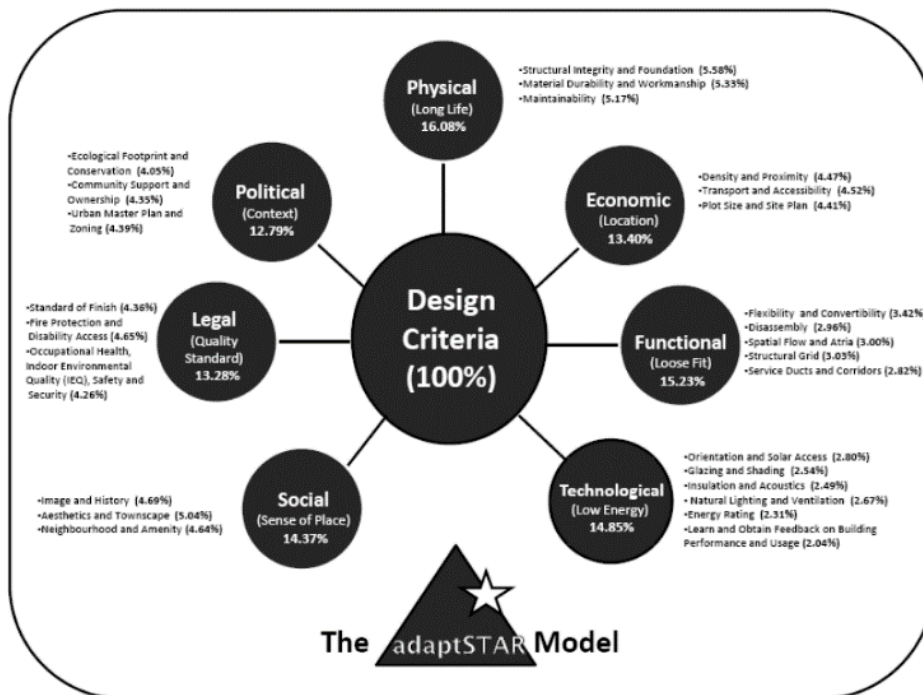 Physical
(Long Life)
16.08%
•Structural Integrity and Foundation (5.58%)
•Material Durability and Workmanship (5.33%)
•Maintainability (5.17%)
Economic
(Location)
13.40%
•Density and Proximity (4.47%)
•Transport and Accessibility (4.52%)
•Plot Size and Site Plan (4.41%)
Functional
(Loose Fit)
15.23%
•Flexibility and Convertibility (3.42%)
•Disassembly (2.96%)
•Spatial Flow and Atria (3.00%)
•Structural Grid (3.03%)
•Service Ducts and Corridors (2.82%)
Technological
(Low Energy)
14.85%
•Orientation and Solar Access (2.80%)
•Glazing and Shading (2.54%)
•Insulation and Acoustics (2.49%)
•Natural Lighting and Ventilation (2.67%)
•Energy Rating (2.31%)
•Learn and Obtain Feedback on Building
Performance and Usage (2.04%)
Social
(Sense of Place)
14.37%
•Image and History (4.69%)
•Aesthetics and Townscape (5.04%)
•Neighbourhood and Amenity (4.64%)
Legal
(Quality
Standard)
13.28%
•Standard of Finish (4.36%)
•Fire Protection and
Disability Access (4.65%)
•Occupational Health,
Indoor Environmental
Quality (IEQ), Safety and
Security (4.26%)
Political
(Context)
12.79%
•Ecological Footprint and
Conservation (4.05%)
•Community Support and
Ownership (4.35%)
•Urban Master Plan and
Zoning (4.39%)
Design
Criteria
(100%)
The adaptSTAR Model